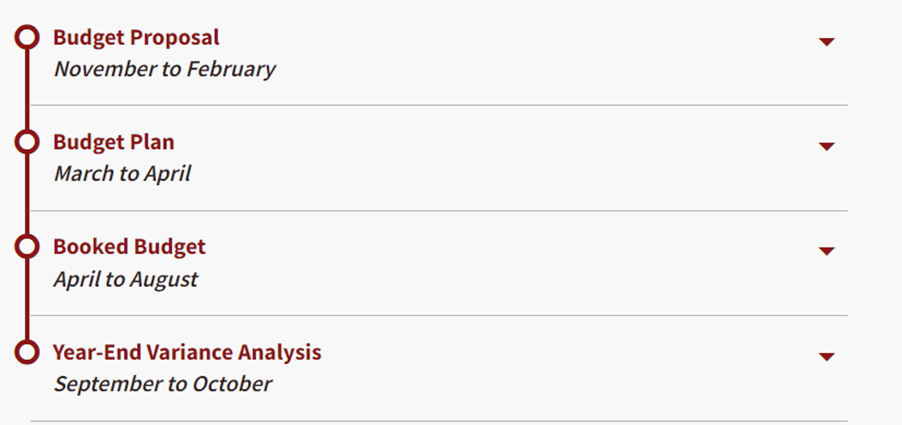 Budget Proposal
November to February
Budget Plan
March to April
Booked Budget
April to August
Year-End Variance Analysis
September to October